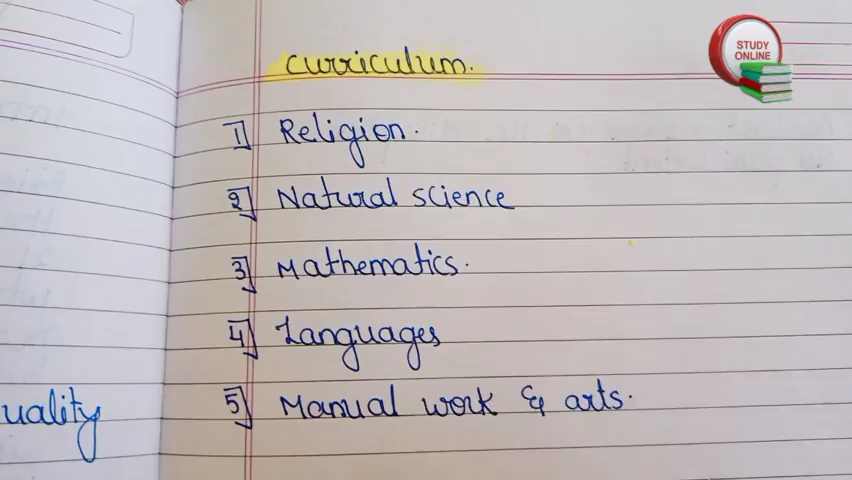 STUDY
ONLINE
curriculum.
1] Religion.
2] Natural science
3] Mathematics.
4] Languages
5] Manual work & arts.
uality